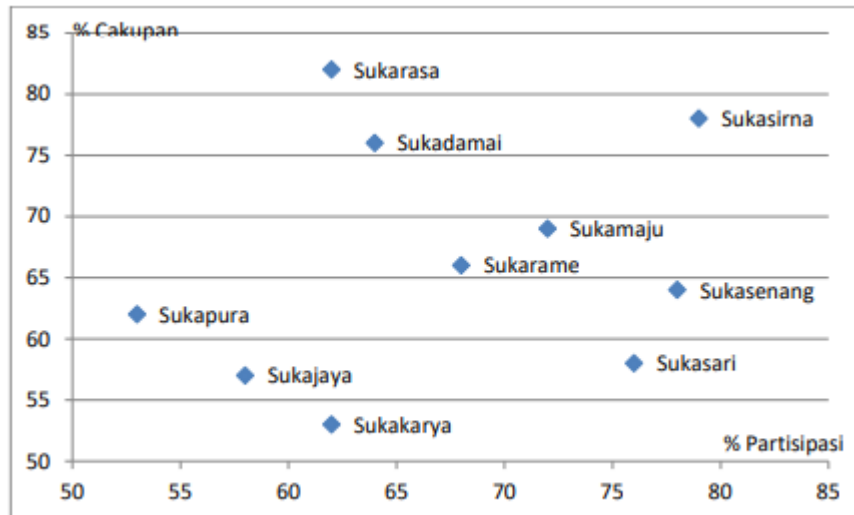 85
% Cakupan
Sukarasa
80
Sukasirna
Sukadamai
75
70
Sukamaju
Sukarame
65
Sukasenang
Sukapura
60
Sukasari
Sukajaya
55
Sukakarya
% Partisipasi
50
50 55 60 65 70 75 80 85